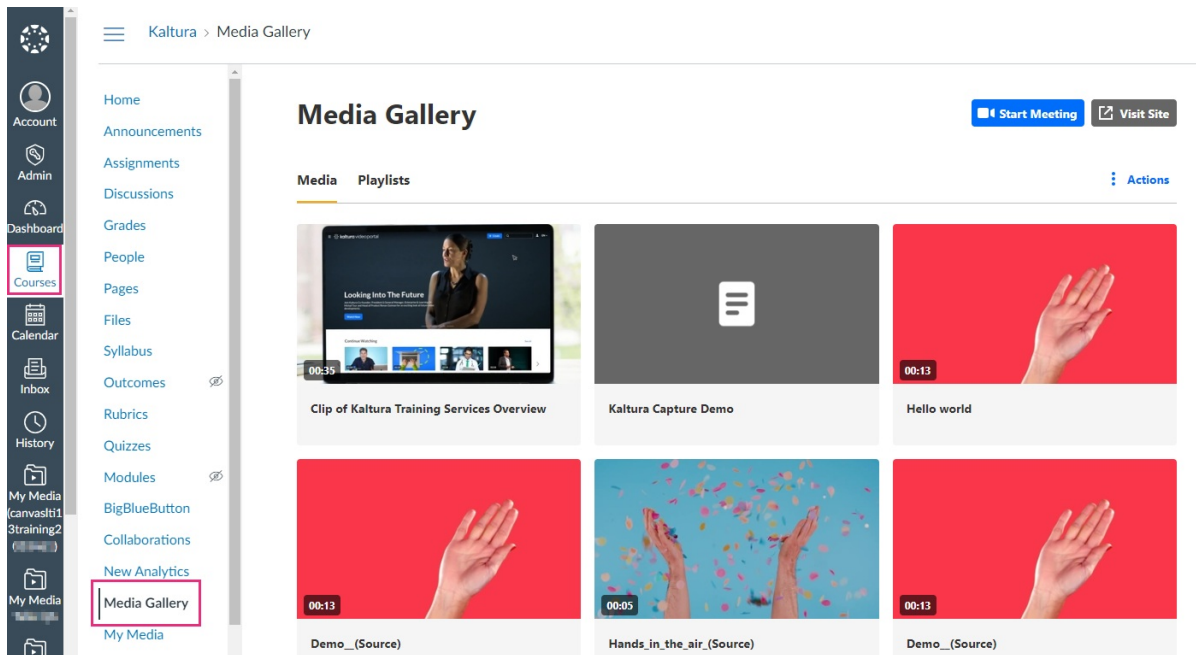 Kaltura > Media Gallery
Account
Admin
Dashboard
Courses
Calendar
Inbox
History
My Media
(canvaslti1
3training2
My Media
Home
Announcements
Assignments
Discussions
Grades
People
Pages
Files
Syllabus
Outcomes
Rubrics
Quizzes
Modules
BigBlueButton
Collaborations
New Analytics
Media Gallery
My Media
Media Gallery
Start Meeting
Visit Site
Media Playlists
Actions
kaltura videoportal
Looking Into The Future
Continue Watching
00:35
00:13
Clip of Kaltura Training Services Overview
Kaltura Capture Demo
Hello world
00:13
00:05
00:13
Demo__(Source)
Hands_in_the_air_(Source)
Demo__(Source)